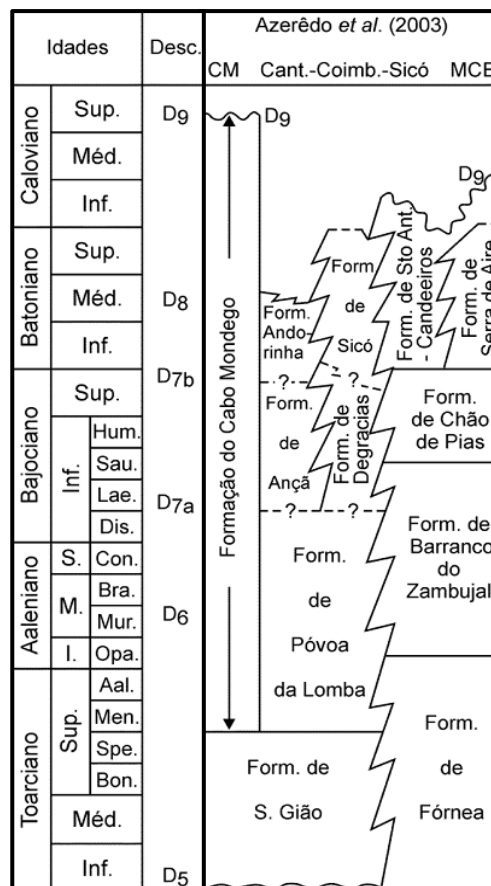 Idades
Desc.
Azerêdo et al. (2003)
CM
Cant.-Coimb.-Sicó
MCE
Caloviano
Sup.
Méd.
Inf.
Batoniano
Sup.
Méd.
Inf.
Bajociano
Sup.
Inf.
Hum.
Sau.
Lae.
Dis.
Aaleniano
S.
Con.
M.
Bra.
Mur.
I.
Opa.
Toarciano
Sup.
Aal.
Men.
Spe.
Bon.
Méd.
Inf.
D9
D8
D7b
D7a
D6
D5
D9
D9
Formação do Cabo Mondego
Form.
Ando-
rinha
Form
de
Sicó
Form. de Sto Ant.
- Candeeiros
Form. de
Serra de Aire
?
?
Form.
de
Ançã
Form. de
Degracias
Form.
de Chão
de Pias
?
?
Form. de
Barranco
do
Zambujal
Form.
de
Póvoa
da Lomba
Form. de
S. Gião
Form.
de
Fórnea